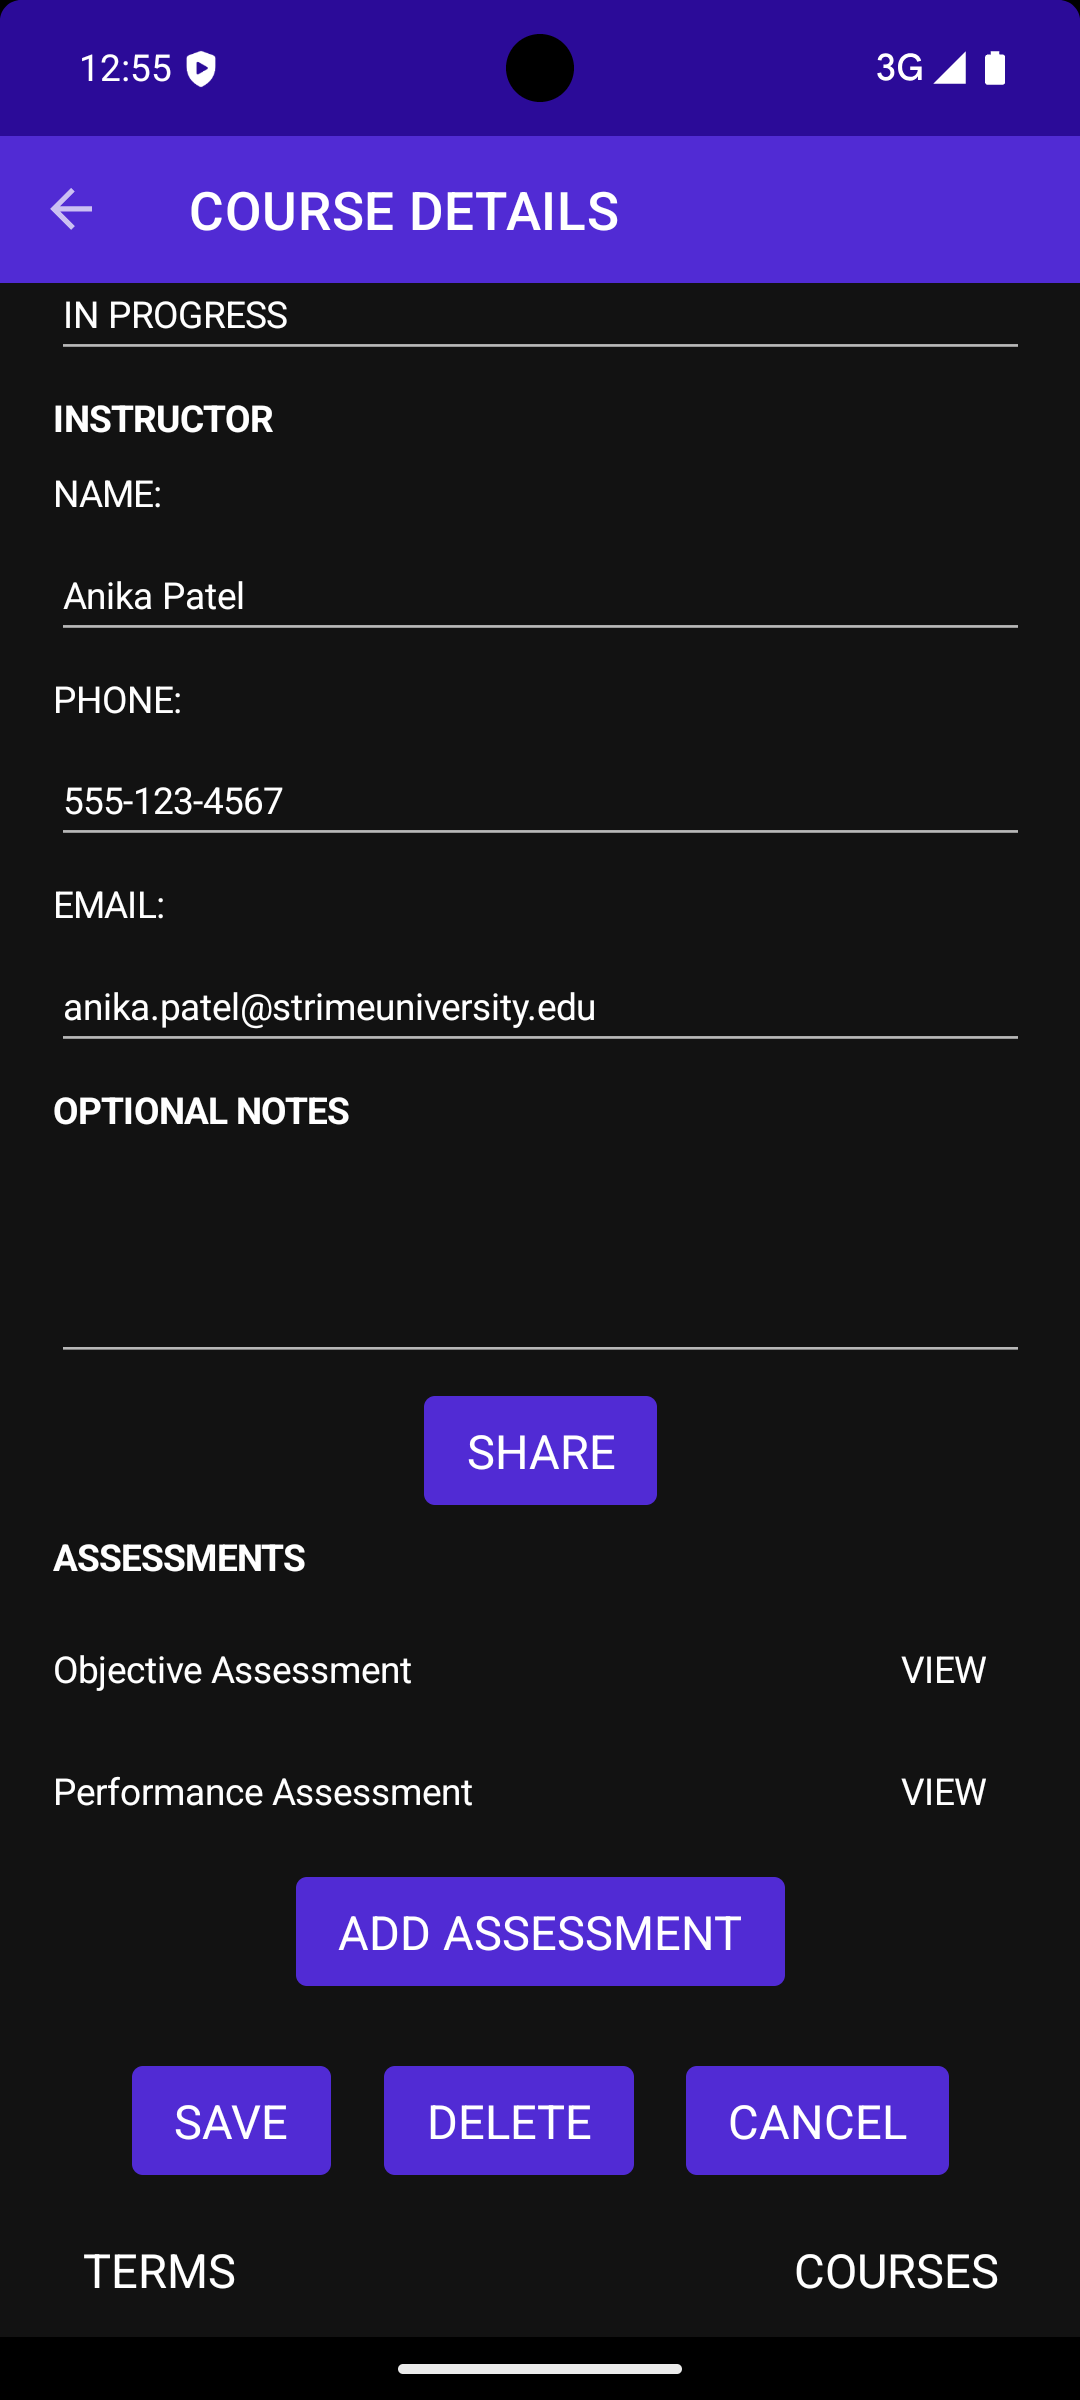 12:55
3G
COURSE DETAILS
IN PROGRESS
INSTRUCTOR
NAME:
Anika Patel
PHONE:
555-123-4567
EMAIL:
anika.patel@strimeuniversity.edu
OPTIONAL NOTES
SHARE
ASSESSMENTS
Objective Assessment VIEW
Performance Assessment VIEW
ADD ASSESSMENT
SAVE DELETE CANCEL
TERMS COURSES